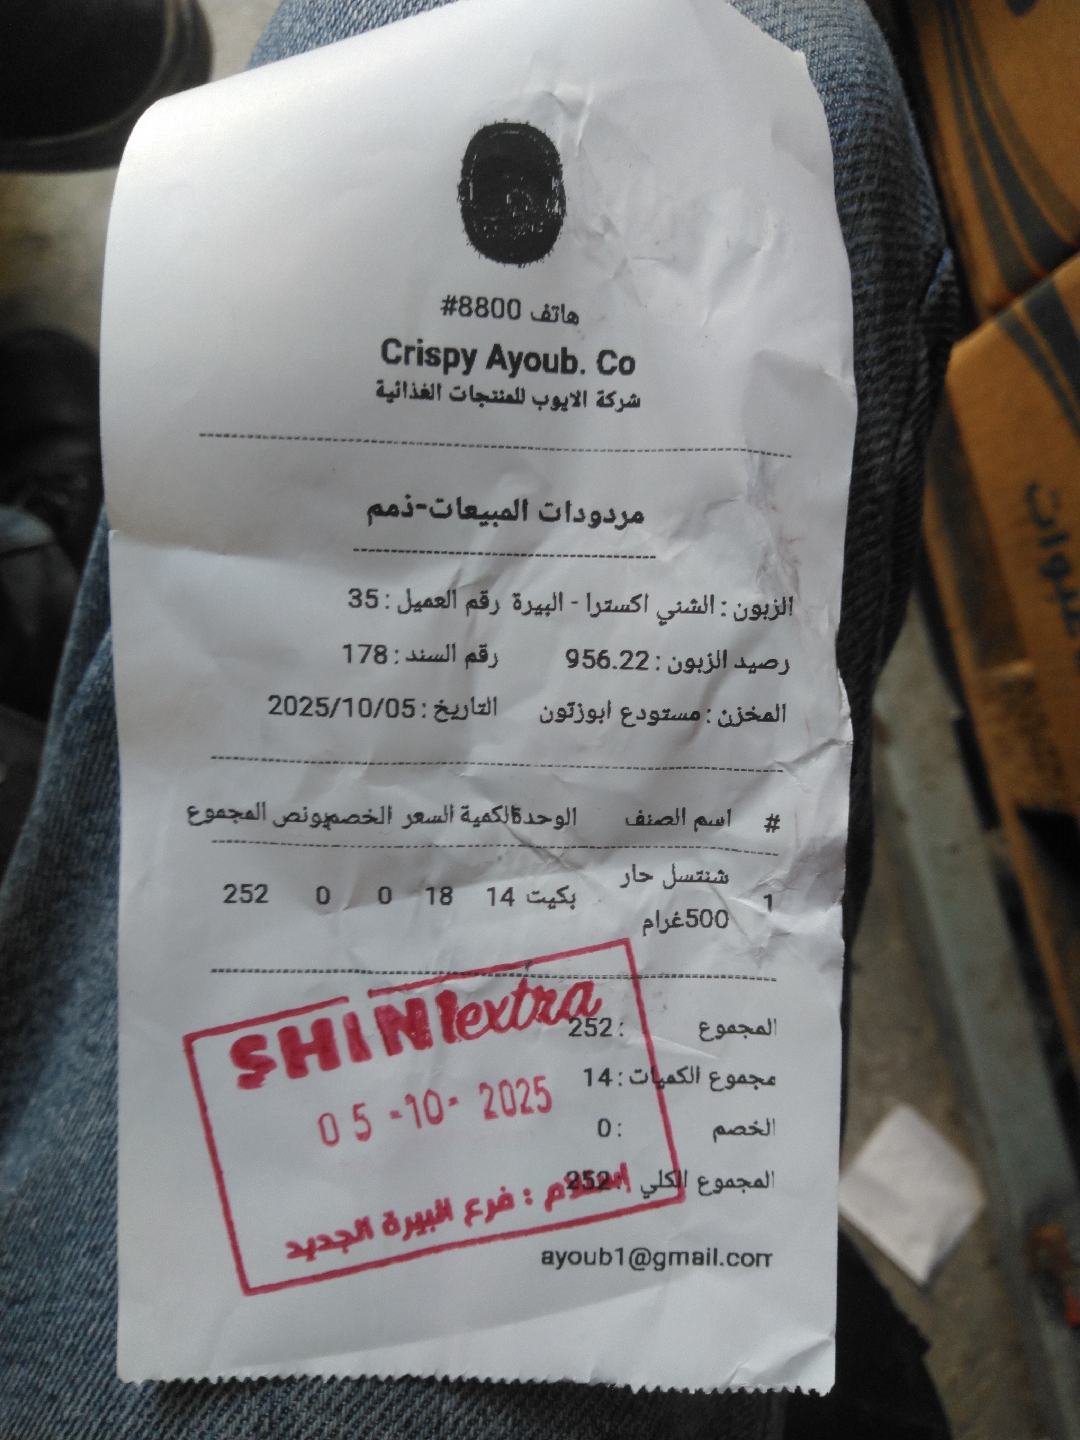 هاتف 8800#
Crispy Ayoub. Co
شركة الايوب للمنتجات الغذائية
مردودات المبيعات-ذمم
الزبون : الشني اكسترا - البيرة رقم العميل : 35
رصيد الزبون : 956.22 رقم السند : 178
المخزن : مستودع ابوزتون التاريخ : 2025/10/05
# اسم الصنف الوحدة الكمية السعر الخصم بونص المجموع
1 شنتسل حار 500غرام بكيت 14 18 0 0 252
المجموع : 252
مجموع الكميات : 14
الخصم : 0
المجموع الكلي : 252
ayoub1@gmail.com
SHINI extra
05 -10- 2025
استلام : فرع البيرة الجديد